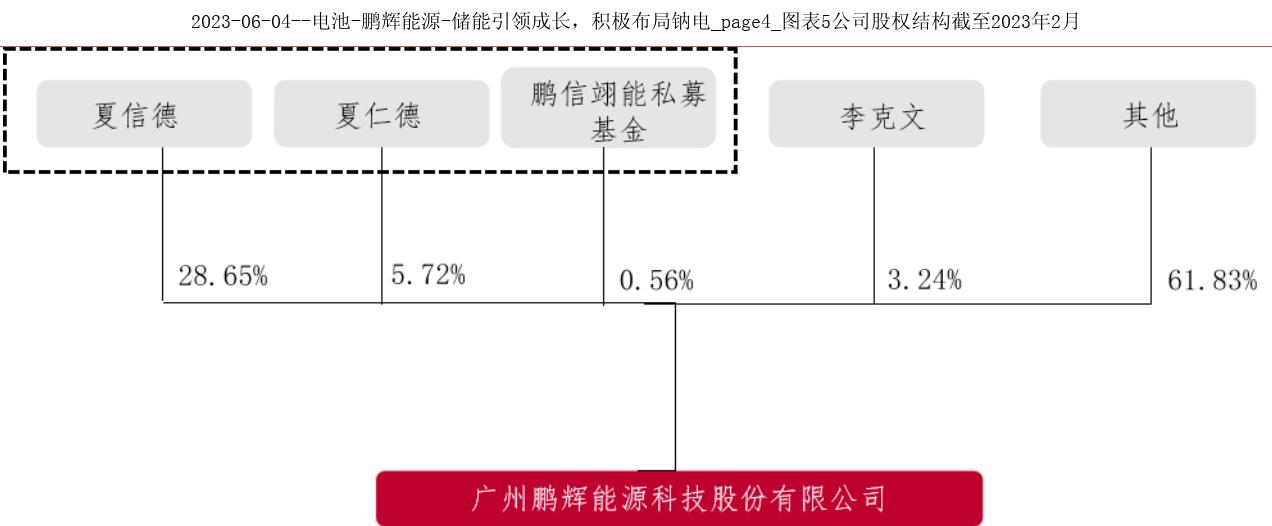 2023-06-04--电池-鹏辉能源-储能引领成长，积极布局钠电_page4_图表5公司股权结构截至2023年2月
夏信德
夏仁德
鹏信翊能私募
基金
李克文
其他
28.65%
5.72%
0.56%
3.24%
61.83%
广州鹏辉能源科技股份有限公司